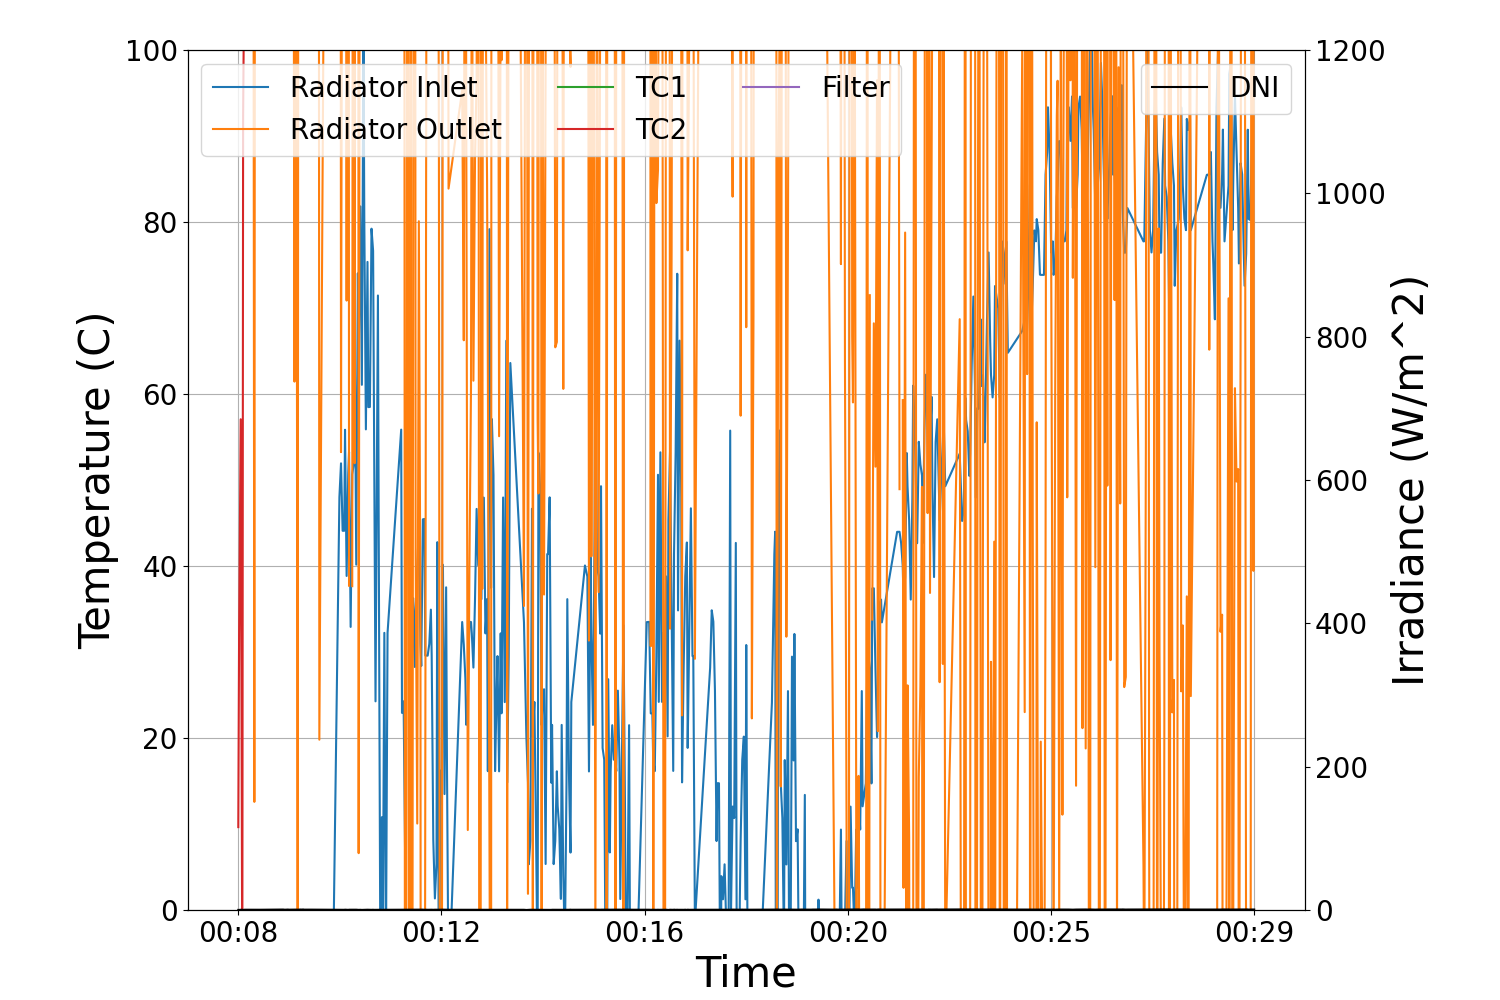 Radiator Inlet
Radiator Outlet
TC1
TC2
Filter
DNI
100
80
60
40
20
0
Temperature (C)
1200
1000
800
600
400
200
0
Irradiance (W/m^2)
00:08 00:12 00:16 00:20 00:25 00:29
Time